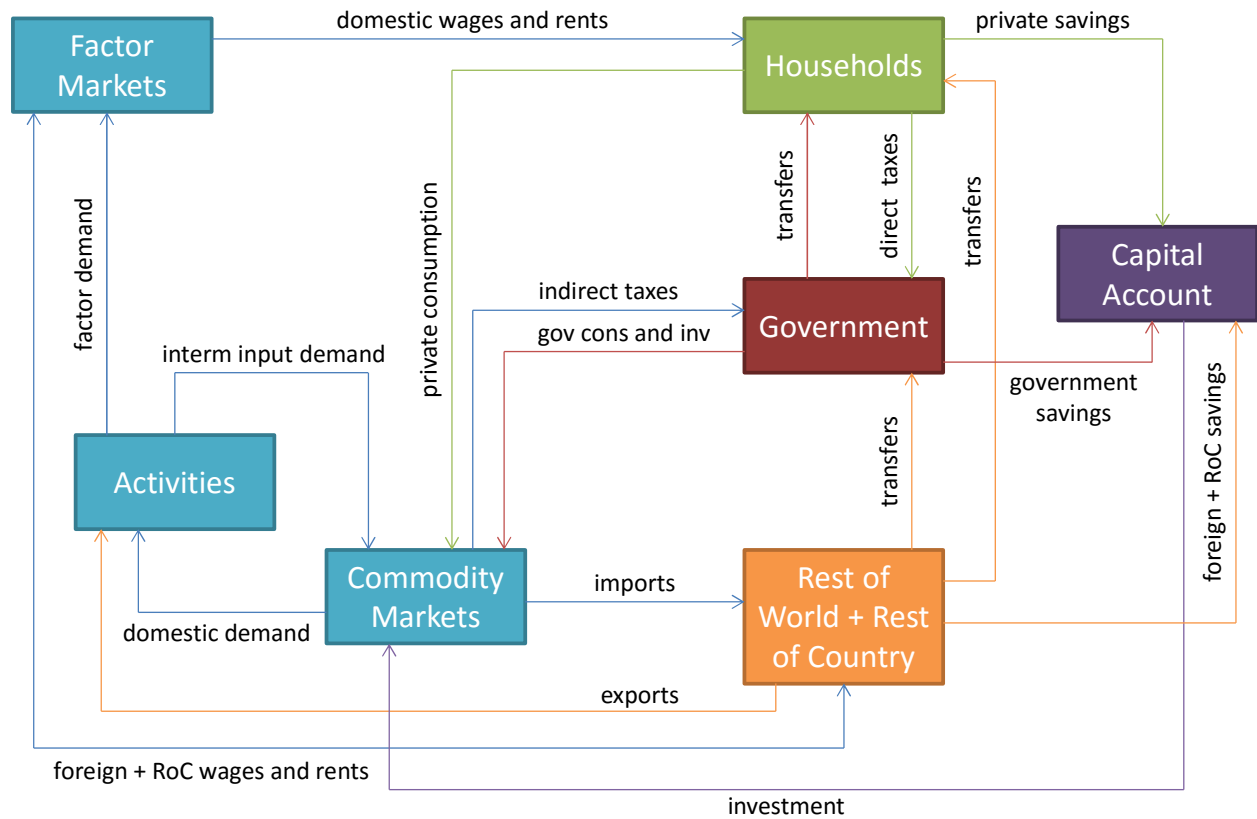 domestic wages and rents
private savings
Factor
Markets
Households
factor demand
private consumption
transfers
direct taxes
transfers
Capital
Account
indirect taxes
gov cons and inv
Government
interm input demand
government
savings
transfers
foreign + RoC savings
Activities
Commodity
Markets
imports
Rest of
World + Rest
of Country
domestic demand
exports
foreign + RoC wages and rents
investment